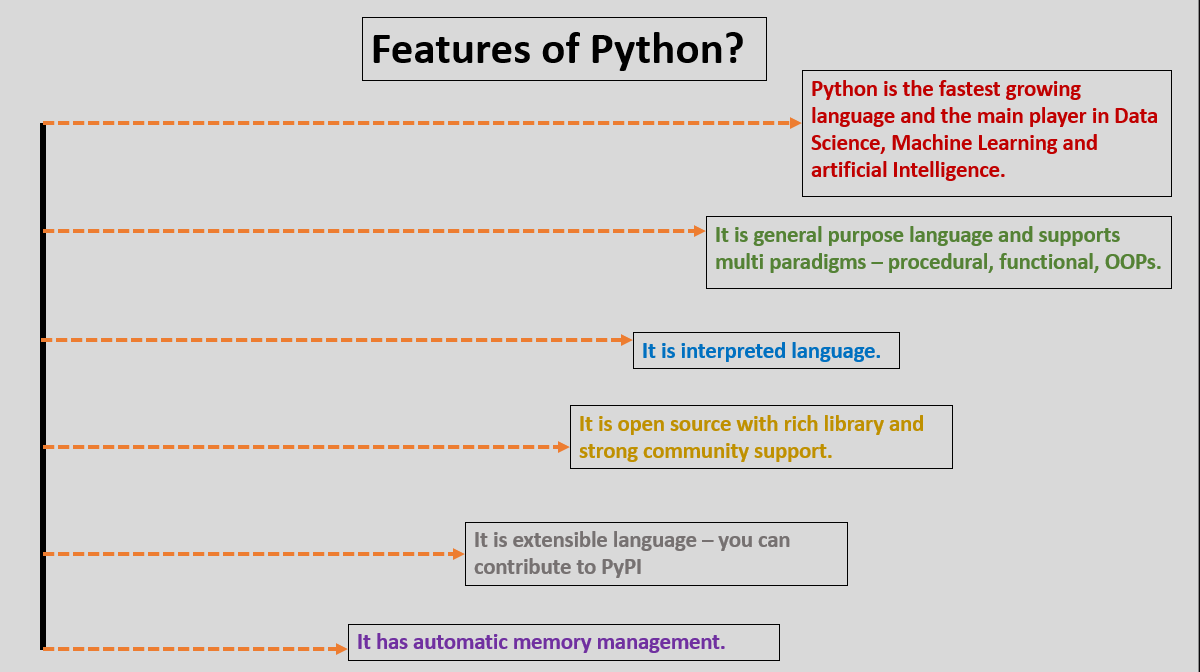 Features of Python?
Python is the fastest growing
language and the main player in Data
Science, Machine Learning and
artificial Intelligence.
It is general purpose language and supports
multi paradigms – procedural, functional, OOPs.
It is interpreted language.
It is open source with rich library and
strong community support.
It is extensible language – you can
contribute to PyPI
It has automatic memory management.